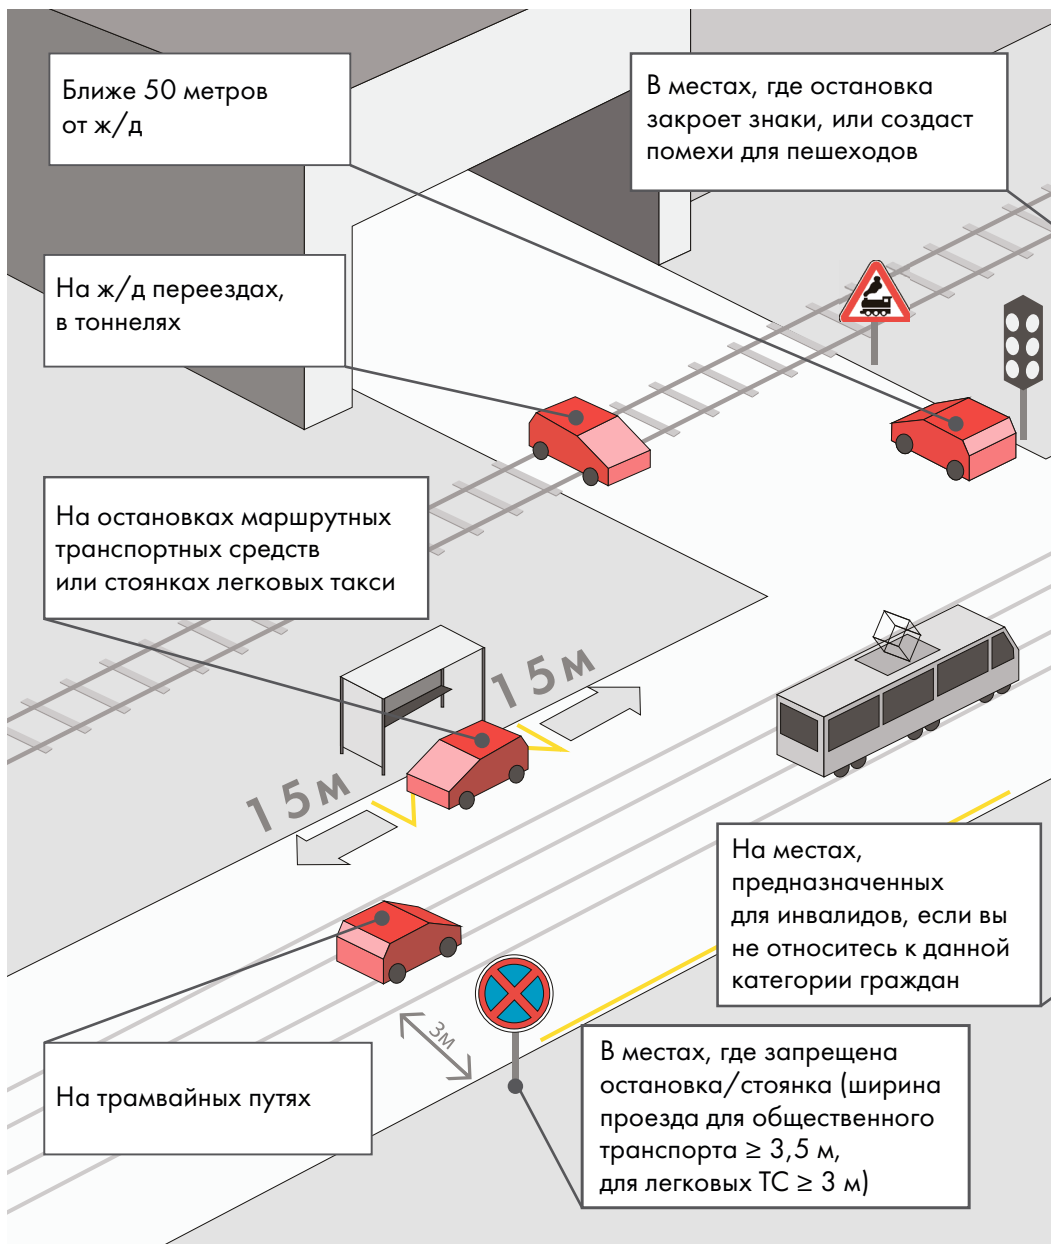 Ближе 50 метров
от ж/д
В местах, где остановка
закроет знаки, или создаст
помехи для пешеходов
На ж/д переездах,
в тоннелях
На остановках маршрутных
транспортных средств
или стоянках легковых такси
15м
15м
На местах,
предназначенных
для инвалидов, если вы
не относитесь к данной
категории граждан
3м
На трамвайных путях
В местах, где запрещена
остановка/стоянка (ширина
проезда для общественного
транспорта ≥ 3,5 м,
для легковых ТС ≥ 3 м)